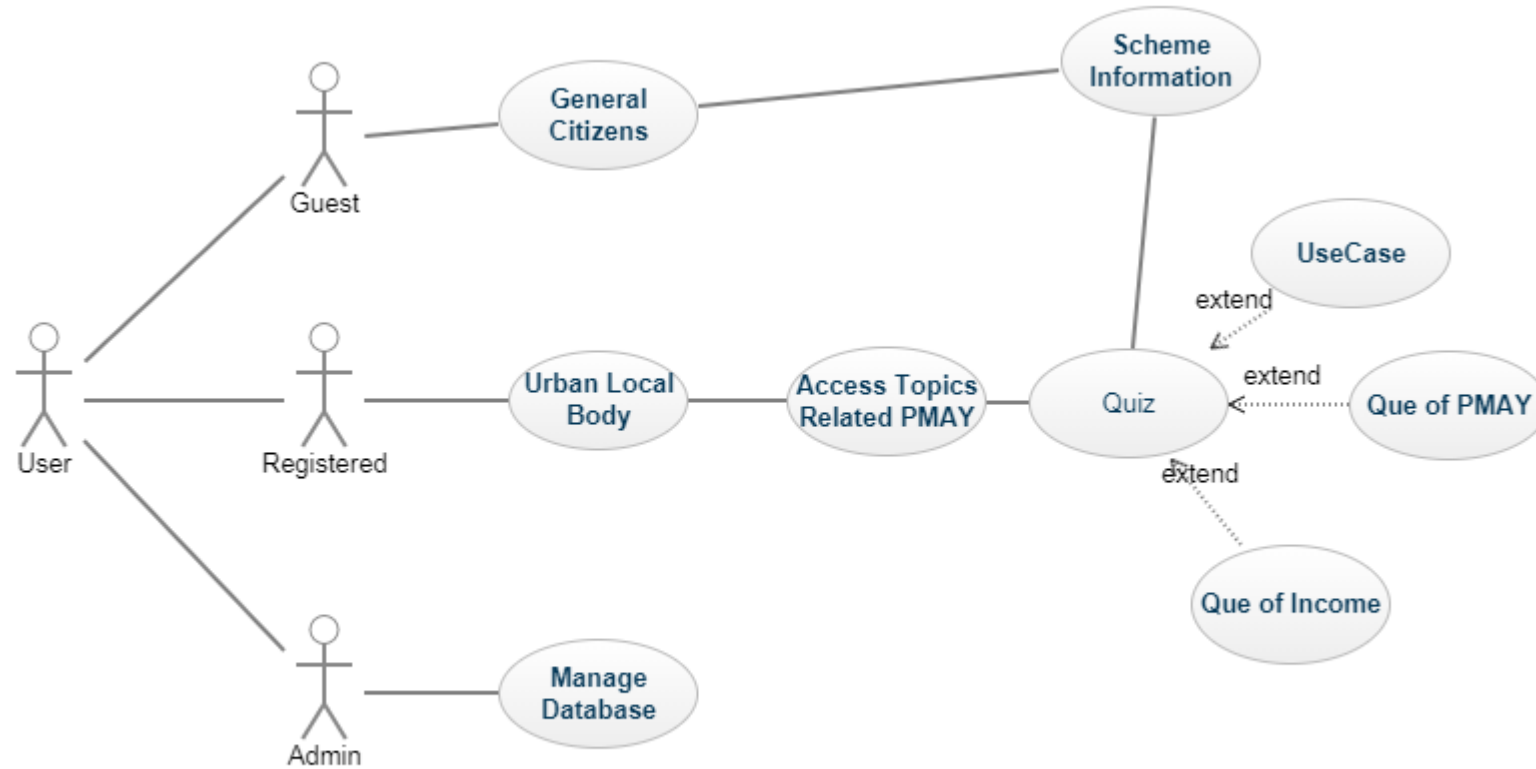 Scheme
Information
General
Citizens
Guest
UseCase
extend
extend
Urban Local
Body
Access Topics
Related PMAY
Quiz
Que of PMAY
User
Registered
extend
Que of Income
Manage
Database
Admin